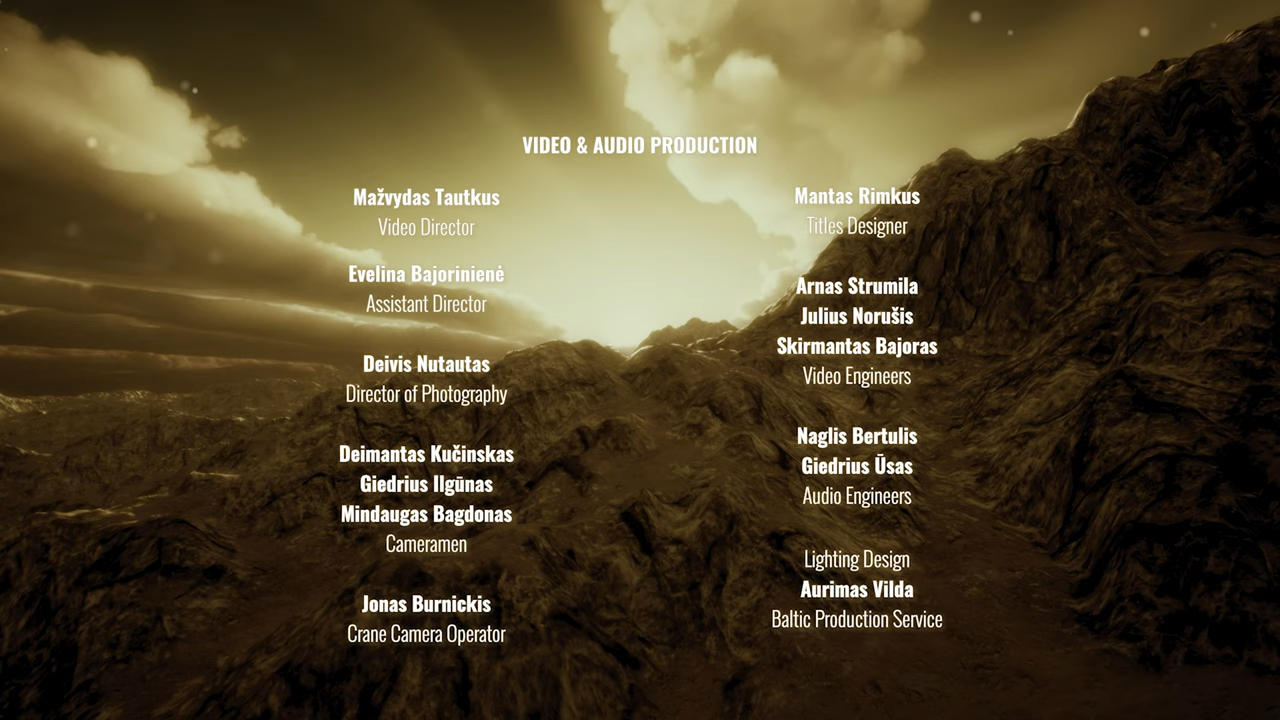 VIDEO & AUDIO PRODUCTION
Mažvydas Tautkus
Video Director
Evelina Bajorinienė
Assistant Director
Deivis Nutautas
Director of Photography
Deimantas Kučinskas
Giedrius Ilgūnas
Mindaugas Bagdonas
Cameramen
Jonas Burnickis
Crane Camera Operator
Mantas Rimkus
Titles Designer
Arnas Strumila
Julius Norušis
Skirmantas Bajoras
Video Engineers
Naglis Bertulis
Giedrius Ūsas
Audio Engineers
Lighting Design
Aurimas Vilda
Baltic Production Service